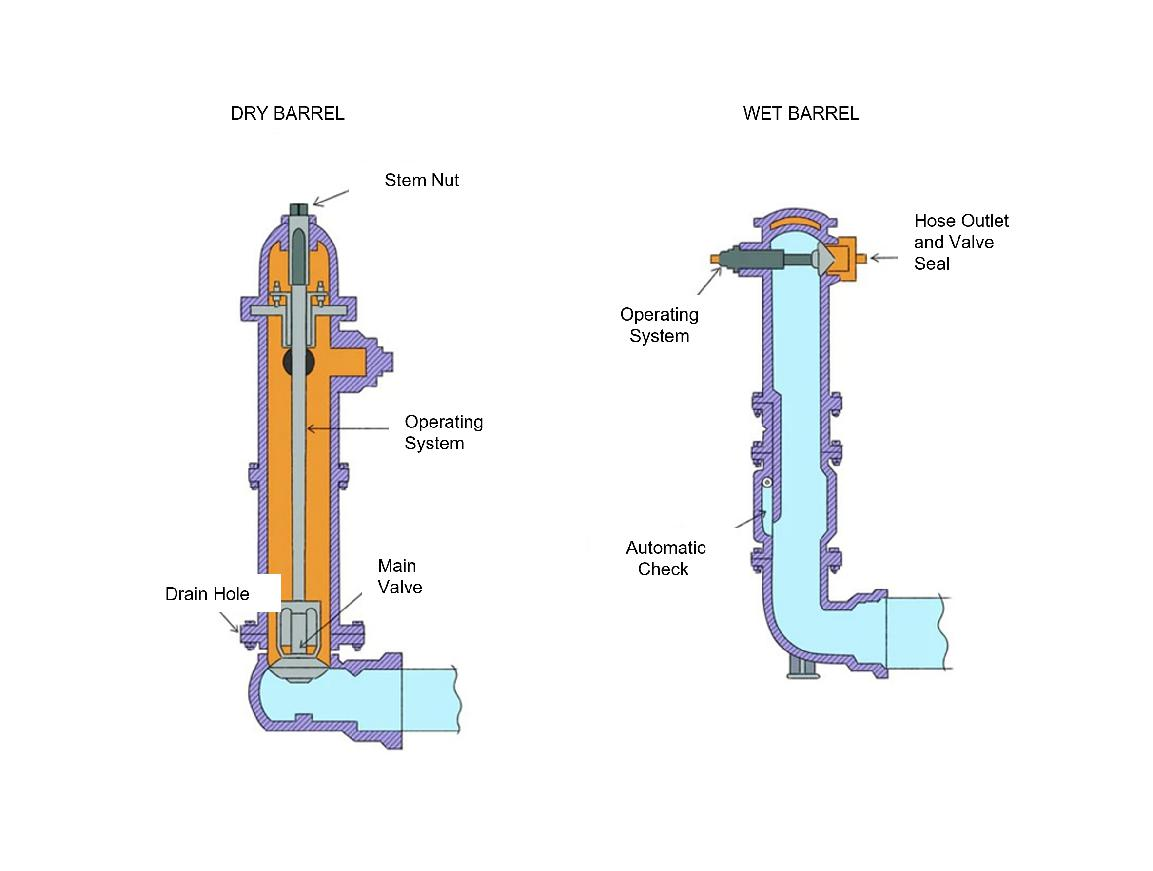 DRY BARREL
WET BARREL
Stem Nut
Hose Outlet
and Valve
Seal
Operating
System
Operating
System
Automatic
Check
Main
Valve
Drain Hole